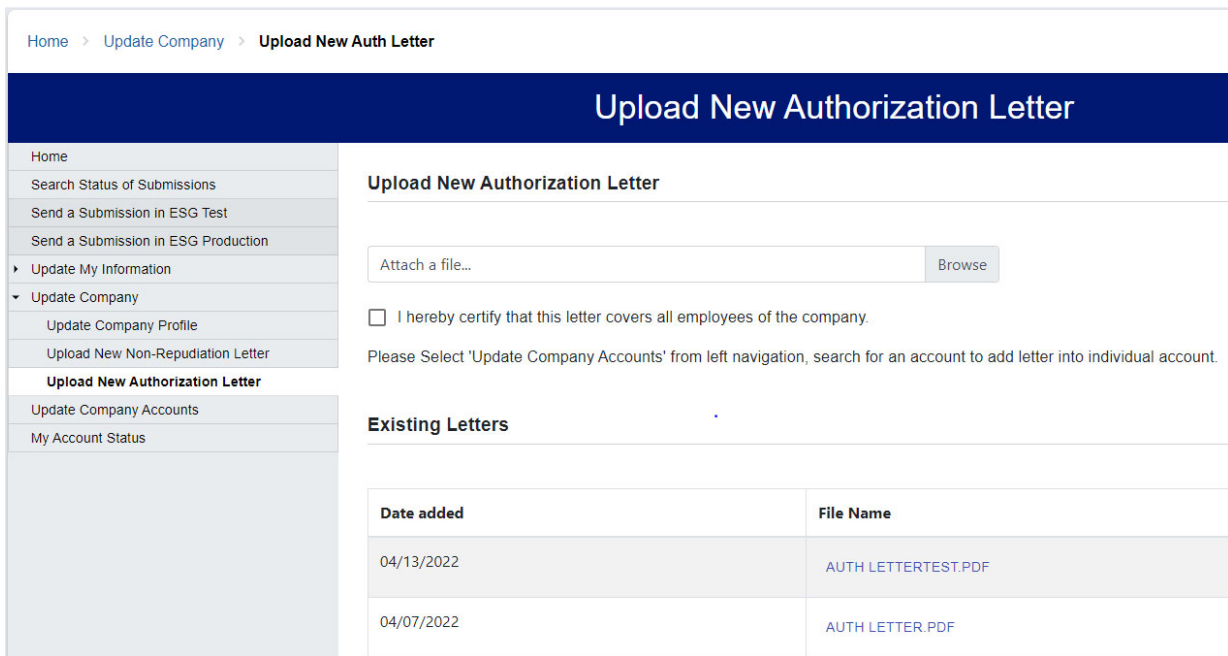 Home > Update Company > Upload New Auth Letter
Upload New Authorization Letter
Home
Search Status of Submissions
Send a Submission in ESG Test
Send a Submission in ESG Production
Update My Information
Update Company
Update Company Profile
Upload New Non-Repudiation Letter
Upload New Authorization Letter
Update Company Accounts
My Account Status
Upload New Authorization Letter
Attach a file... Browse
I hereby certify that this letter covers all employees of the company.
Please Select 'Update Company Accounts' from left navigation, search for an account to add letter into individual account.
Existing Letters
Date added File Name
04/13/2022 AUTH LETTERTEST.PDF
04/07/2022 AUTH LETTER.PDF